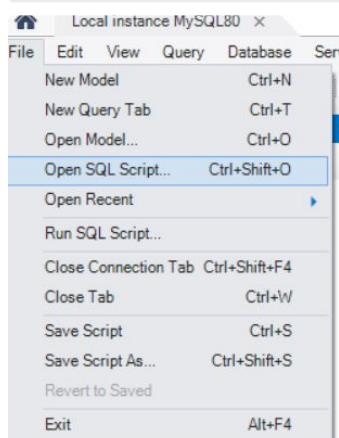 Local instance MySQL80 ×
File Edit View Query Database Ser
New Model Ctrl+N
New Query Tab Ctrl+T
Open Model... Ctrl+O
Open SQL Script... Ctrl+Shift+O
Open Recent
Run SQL Script...
Close Connection Tab Ctrl+Shift+F4
Close Tab Ctrl+W
Save Script Ctrl+S
Save Script As... Ctrl+Shift+S
Revert to Saved
Exit Alt+F4